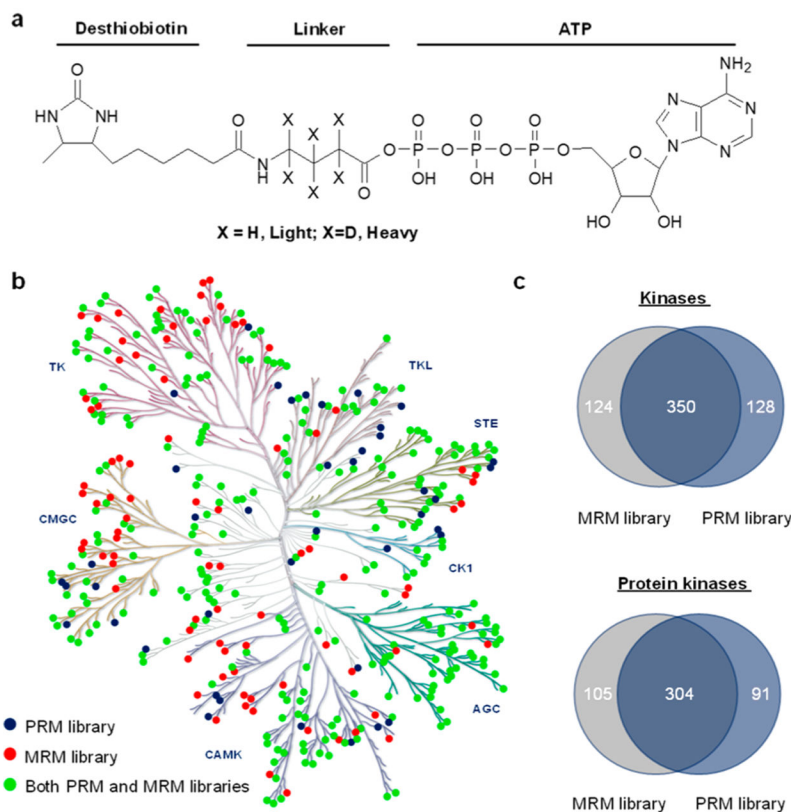 a
Desthiobiotin Linker ATP
O
HN NH
O
N
H
X X X
X X X
O
O
O O O
P O P O P O
OH OH OH
O
HO OH
N N
N N
NH2
X = H, Light; X=D, Heavy
b
TK
TKL
STE
CMGC
CK1
AGC
CAMK
PRM library
MRM library
Both PRM and MRM libraries
c
Kinases
124 350 128
MRM library PRM library
Protein kinases
105 304 91
MRM library PRM library